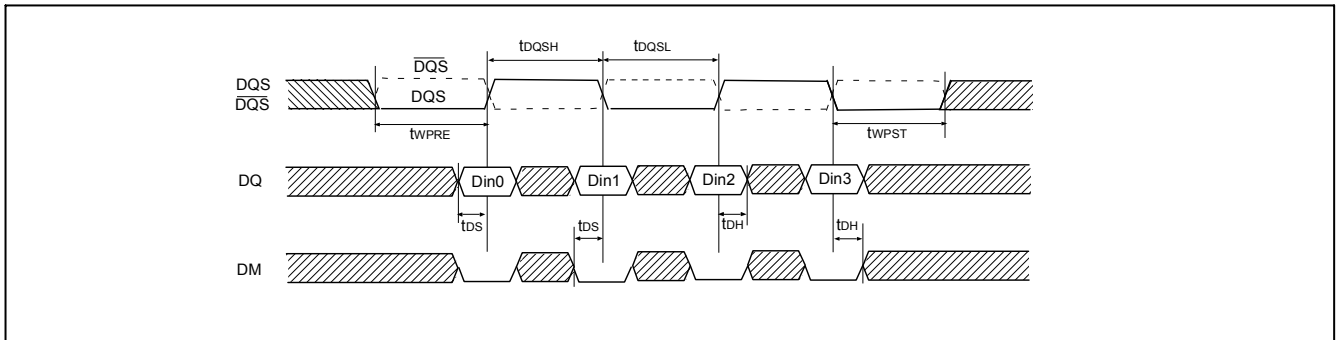 tDQSH tDQSL
DQS
DQS
DQS
DQS
tWPRE
tWPST
DQ
Din0 Din1 Din2 Din3
tDS
tDS
tDH
tDH
DM